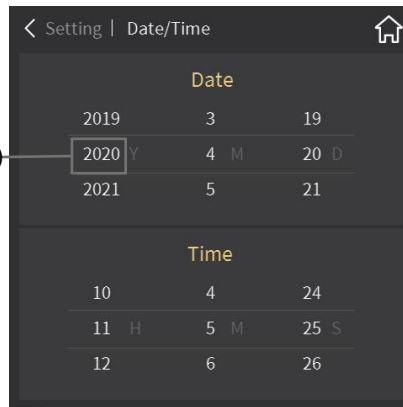 Setting | Date/Time
Date
2019 3 19
2020 Y 4 M 20 D
2021 5 21
Time
10 4 24
11 H 5 M 25 S
12 6 26